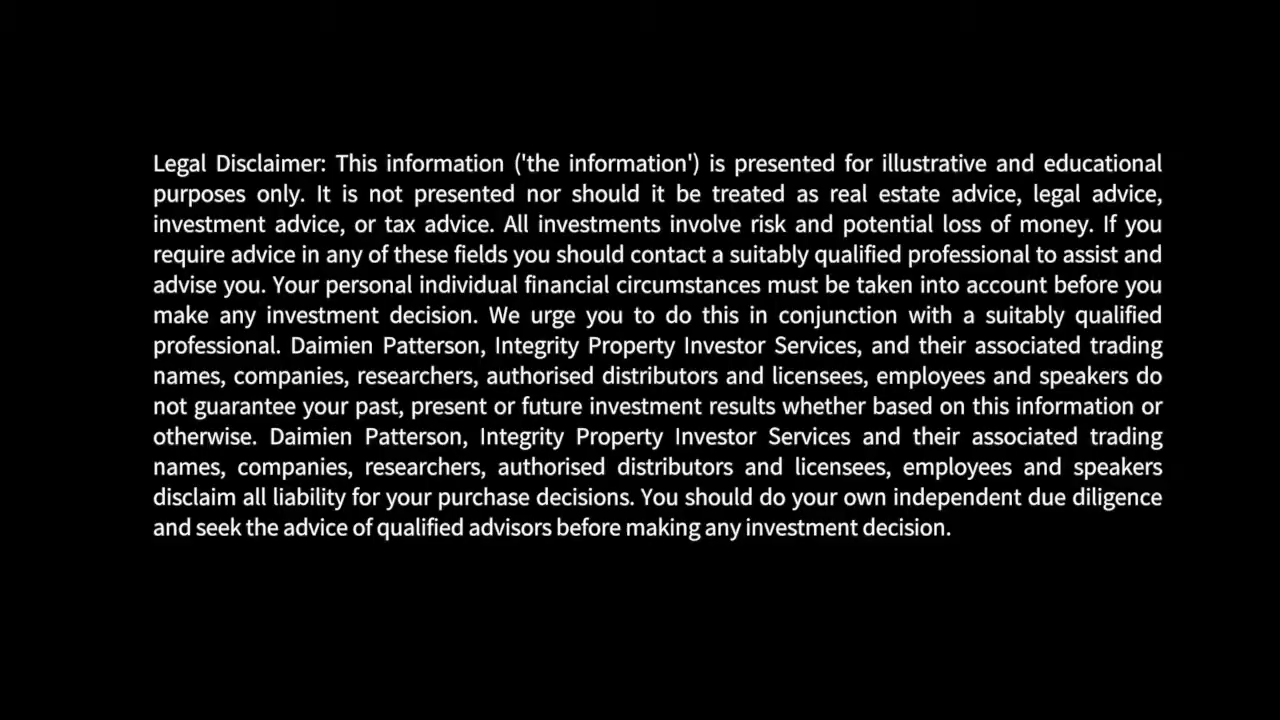 Legal Disclaimer: This information ('the information') is presented for illustrative and educational
purposes only. It is not presented nor should it be treated as real estate advice, legal advice,
investment advice, or tax advice. All investments involve risk and potential loss of money. If you
require advice in any of these fields you should contact a suitably qualified professional to assist and
advise you. Your personal individual financial circumstances must be taken into account before you
make any investment decision. We urge you to do this in conjunction with a suitably qualified
professional. Daimien Patterson, Integrity Property Investor Services, and their associated trading
names, companies, researchers, authorised distributors and licensees, employees and speakers do
not guarantee your past, present or future investment results whether based on this information or
otherwise. Daimien Patterson, Integrity Property Investor Services and their associated trading
names, companies, researchers, authorised distributors and licensees, employees and speakers
disclaim all liability for your purchase decisions. You should do your own independent due diligence
and seek the advice of qualified advisors before making any investment decision.